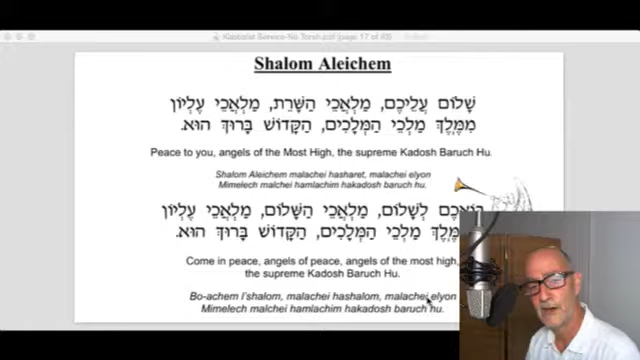 Kabbalat Service-No Torah.pdf (page 17 of 43)
Shalom Aleichem
שָׁלוֹם עֲלֵיכֶם, מַלְאֲכֵי הַשָּׁרֵת, מַלְאֲכֵי עֶלְיוֹן
מִמֶּלֶךְ מַלְכֵי הַמְּלָכִים, הַקָּדוֹשׁ בָּרוּךְ הוּא.
Peace to you, angels of the Most High, the supreme Kadosh Baruch Hu.
Shalom Aleichem malachei hasharet, malachei elyon
Mimelech malchei hamlachim hakadosh baruch hu.
לְשָׁלוֹם, מַלְאֲכֵי הַשָּׁלוֹם, מַלְאֲכֵי עֶלְיוֹן
מַלְכֵי הַמְּלָכִים, הַקָּדוֹשׁ בָּרוּךְ הוּא.
Come in peace, angels of peace, angels of the most high,
the supreme Kadosh Baruch Hu.
Bo-achem l'shalom, malachei hashalom, malachei elyon
Mimelech malchei hamlachim hakadosh baruch hu.